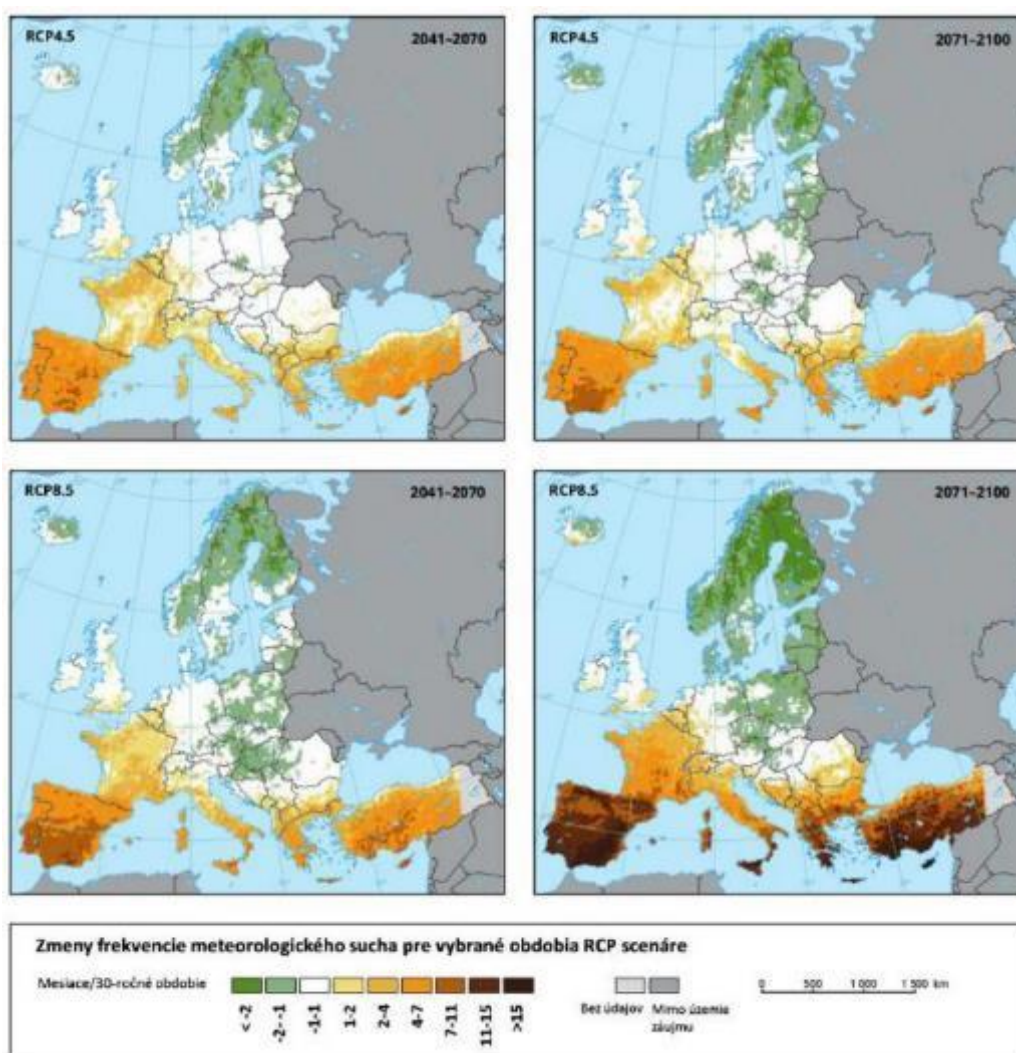 RCP4.5 2041–2070
RCP4.5 2071–2100
RCP8.5 2041–2070
RCP8.5 2071–2100
Zmeny frekvencie meteorologického sucha pre vybrané obdobia RCP scenáre
Mesiace/30-ročné obdobie
< -2
-2- -1
-1-1
1-2
2-4
4-7
7-11
11-15
>15
Bez údajov
Mimo územie
záujmu
0 500 1 000 1 500 km